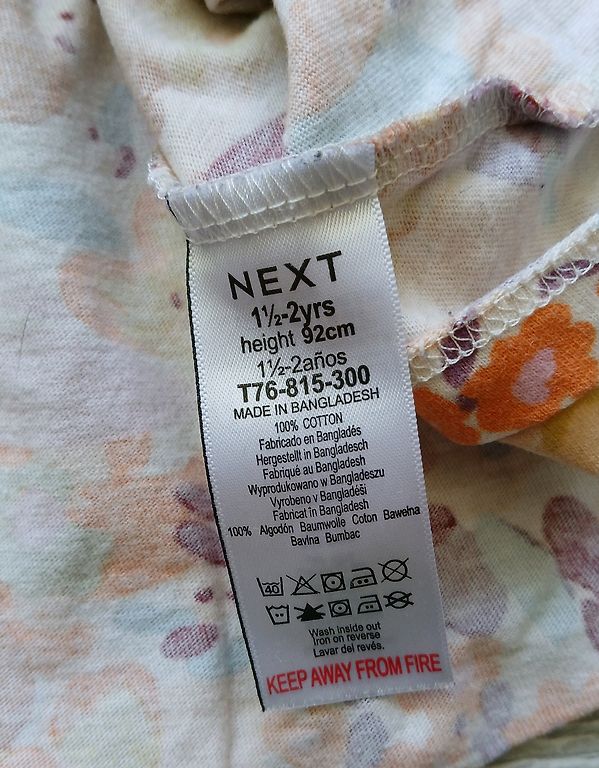 NEXT
1½-2yrs
height 92cm
1½-2años
T76-815-300
MADE IN BANGLADESH
100% COTTON
Fabricado en Bangladés
Hergestellt in Bangladesch
Fabriqué au Bangladesh
Wyprodukowano w Bangladeszu
Vyrobeno v Bangladéši
Fabricat în Bangladesh
100% Algodón Baumwolle Coton Bawełna
Bavlna Bumbac
40
Wash inside out
Iron on reverse
Lavar del revés.
KEEP AWAY FROM FIRE